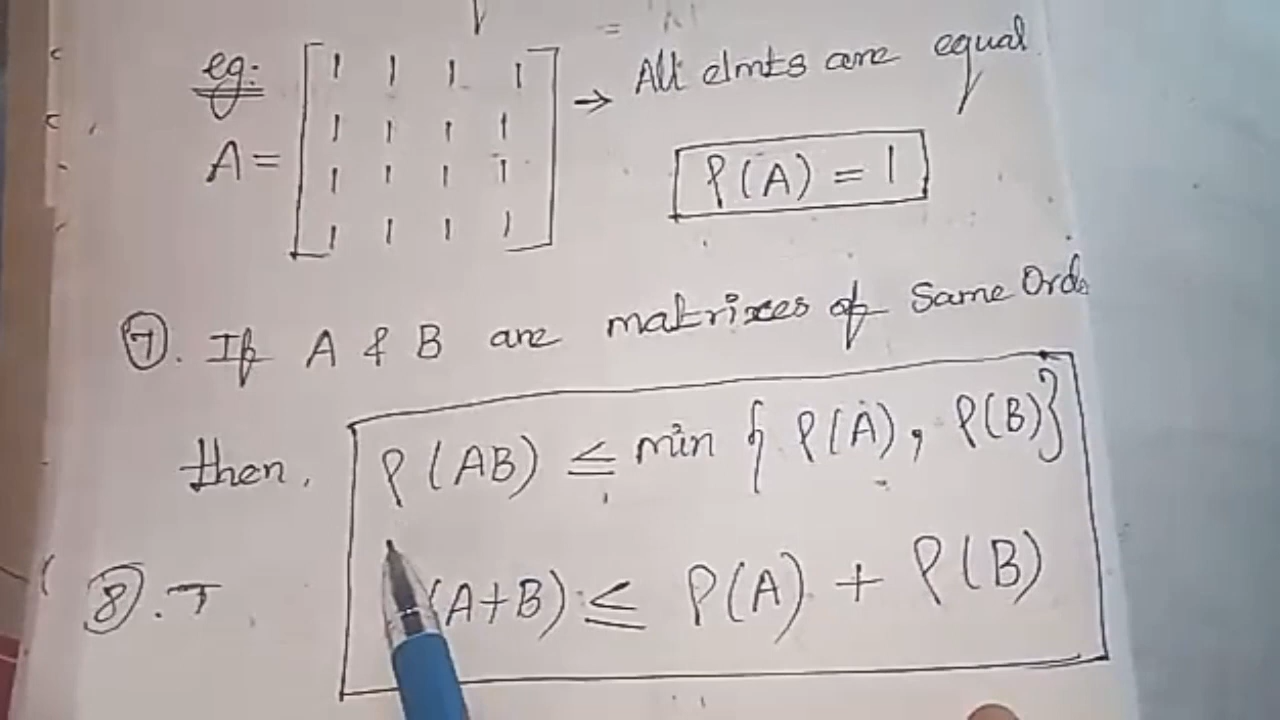 eg:
A = [1 1 1 1
1 1 1 1
1 1 1 1
1 1 1 1] → All elmts are equal
ρ(A) = 1
⑦. If A & B are matrixes of Same Orde
then, ρ(AB) ≤ min { ρ(A), ρ(B)}
(A+B) ≤ ρ(A) + ρ(B)
⑧.